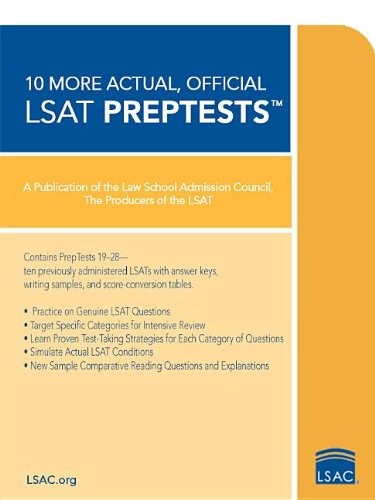 10 MORE ACTUAL, OFFICIAL
LSAT PREPTESTS™
A Publication of the Law School Admission Council,
The Producers of the LSAT
Contains PrepTests 19–28—
ten previously administered LSATs with answer keys,
writing samples, and score-conversion tables.
• Practice on Genuine LSAT Questions
• Target Specific Categories for Intensive Review
• Learn Proven Test-Taking Strategies for Each Category of Questions
• Simulate Actual LSAT Conditions
• New Sample Comparative Reading Questions and Explanations
LSAC.org
LSAC®